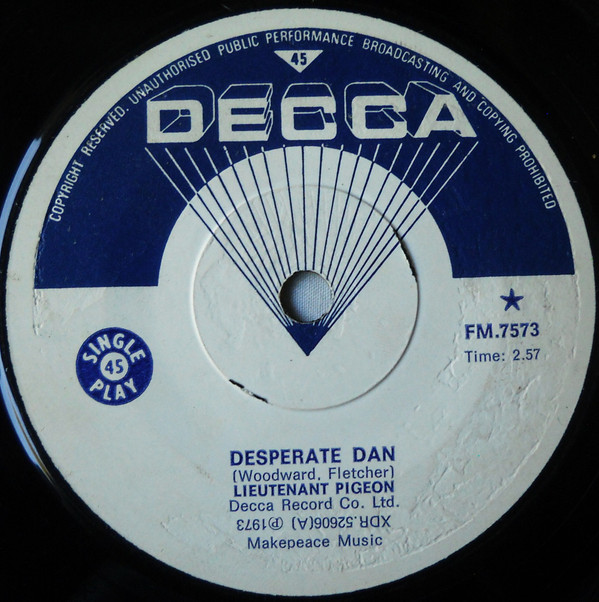 COPYRIGHT RESERVED. UNAUTHORISED PUBLIC PERFORMANCE BROADCASTING AND COPYING PROHIBITED
45
DECCA
FM.7573
Time: 2.57
SINGLE
45
PLAY
DESPERATE DAN
(Woodward, Fletcher)
LIEUTENANT PIGEON
Decca Record Co. Ltd.
XDR.52606(A) ℗1973
Makepeace Music